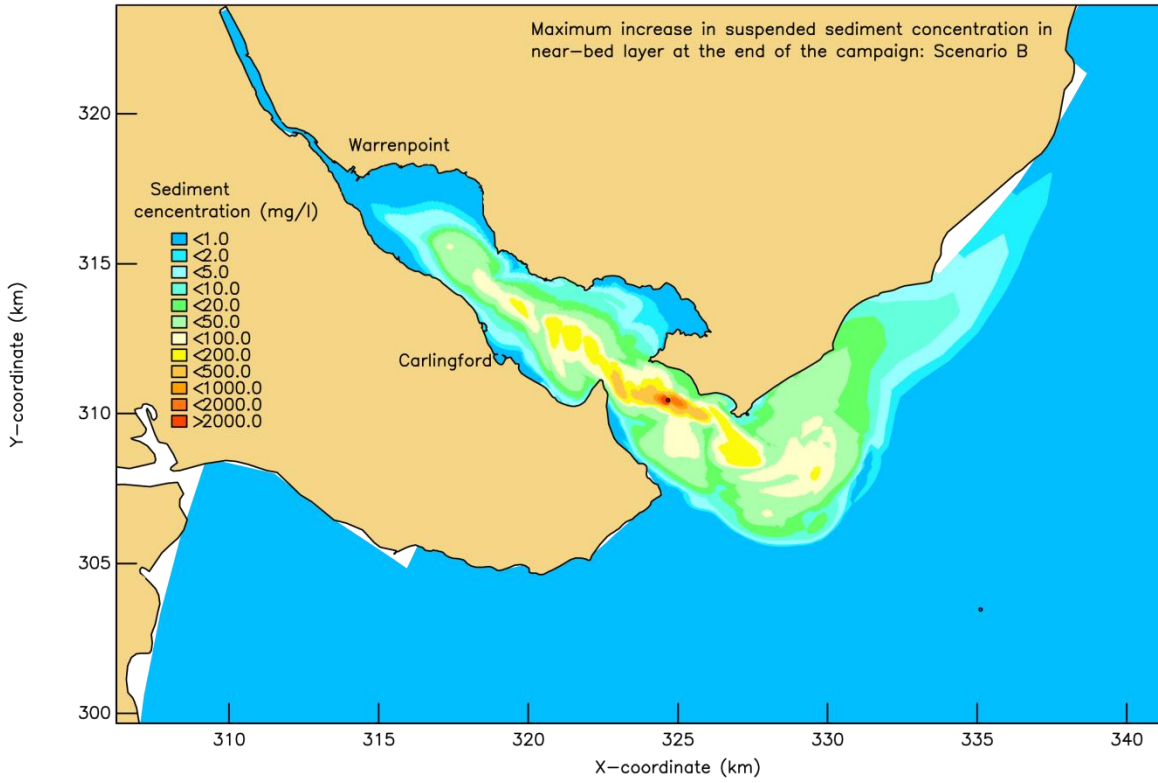 Maximum increase in suspended sediment concentration in
near-bed layer at the end of the campaign: Scenario B
320
Warrenpoint
Sediment
cencentration (mg/l)
<1.0
<2.0
<5.0
<10.0
<20.0
<50.0
<100.0
<200.0
<500.0
<1000.0
<2000.0
>2000.0
315
Carlingford
310
305
300
Y-coordinate (km)
310 315 320 325 330 335 340
X-coordinate (km)